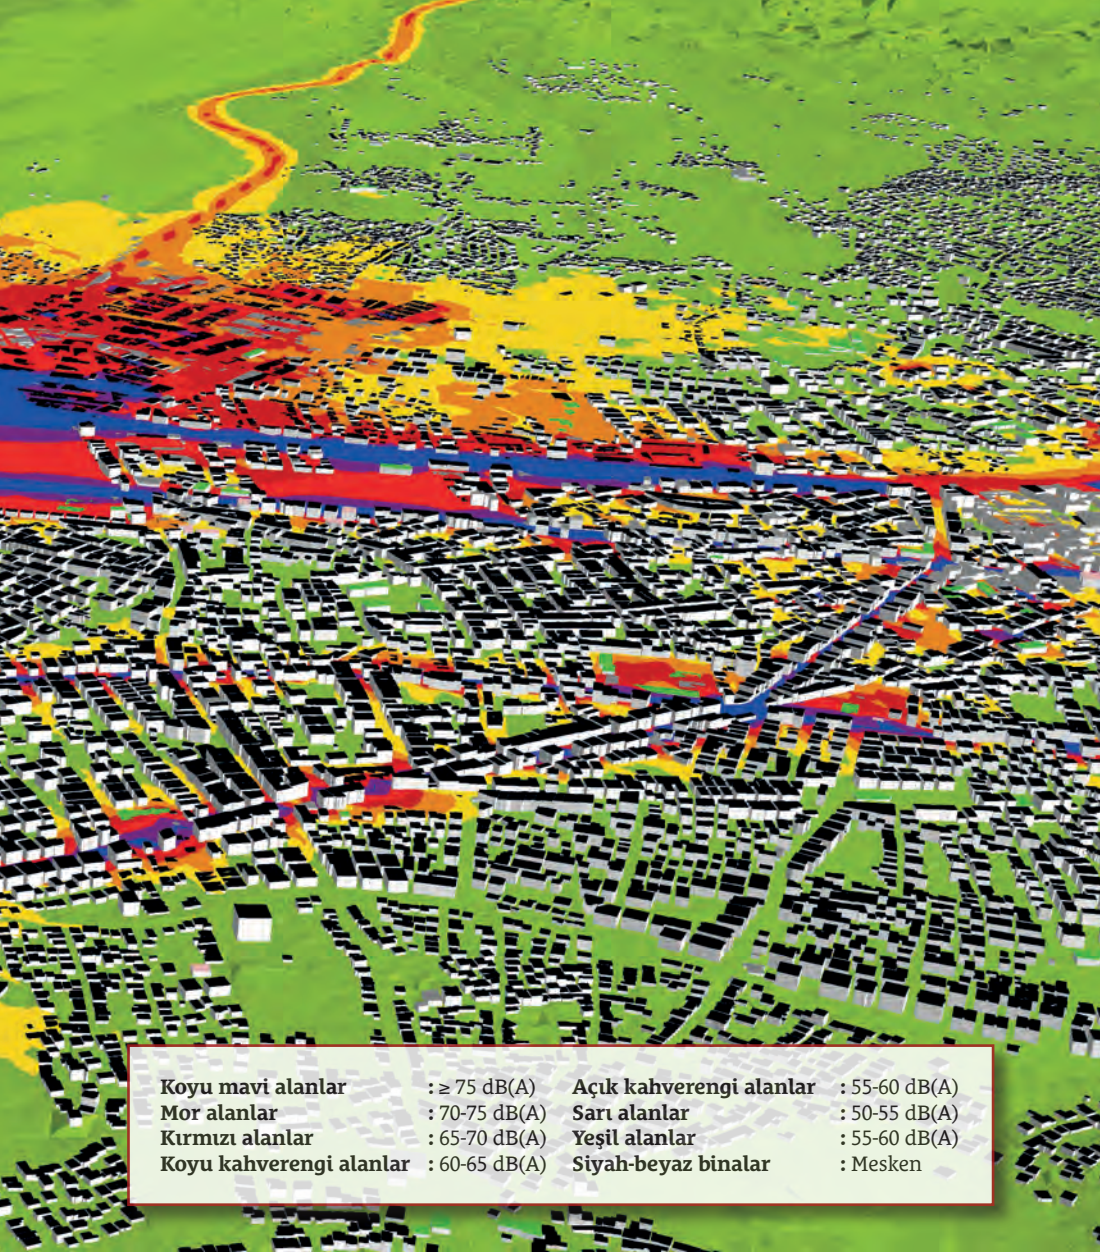 Koyu mavi alanlar : ≥ 75 dB(A)
Mor alanlar : 70-75 dB(A)
Kırmızı alanlar : 65-70 dB(A)
Koyu kahverengi alanlar : 60-65 dB(A)
Açık kahverengi alanlar : 55-60 dB(A)
Sarı alanlar : 50-55 dB(A)
Yeşil alanlar : 55-60 dB(A)
Siyah-beyaz binalar : Mesken